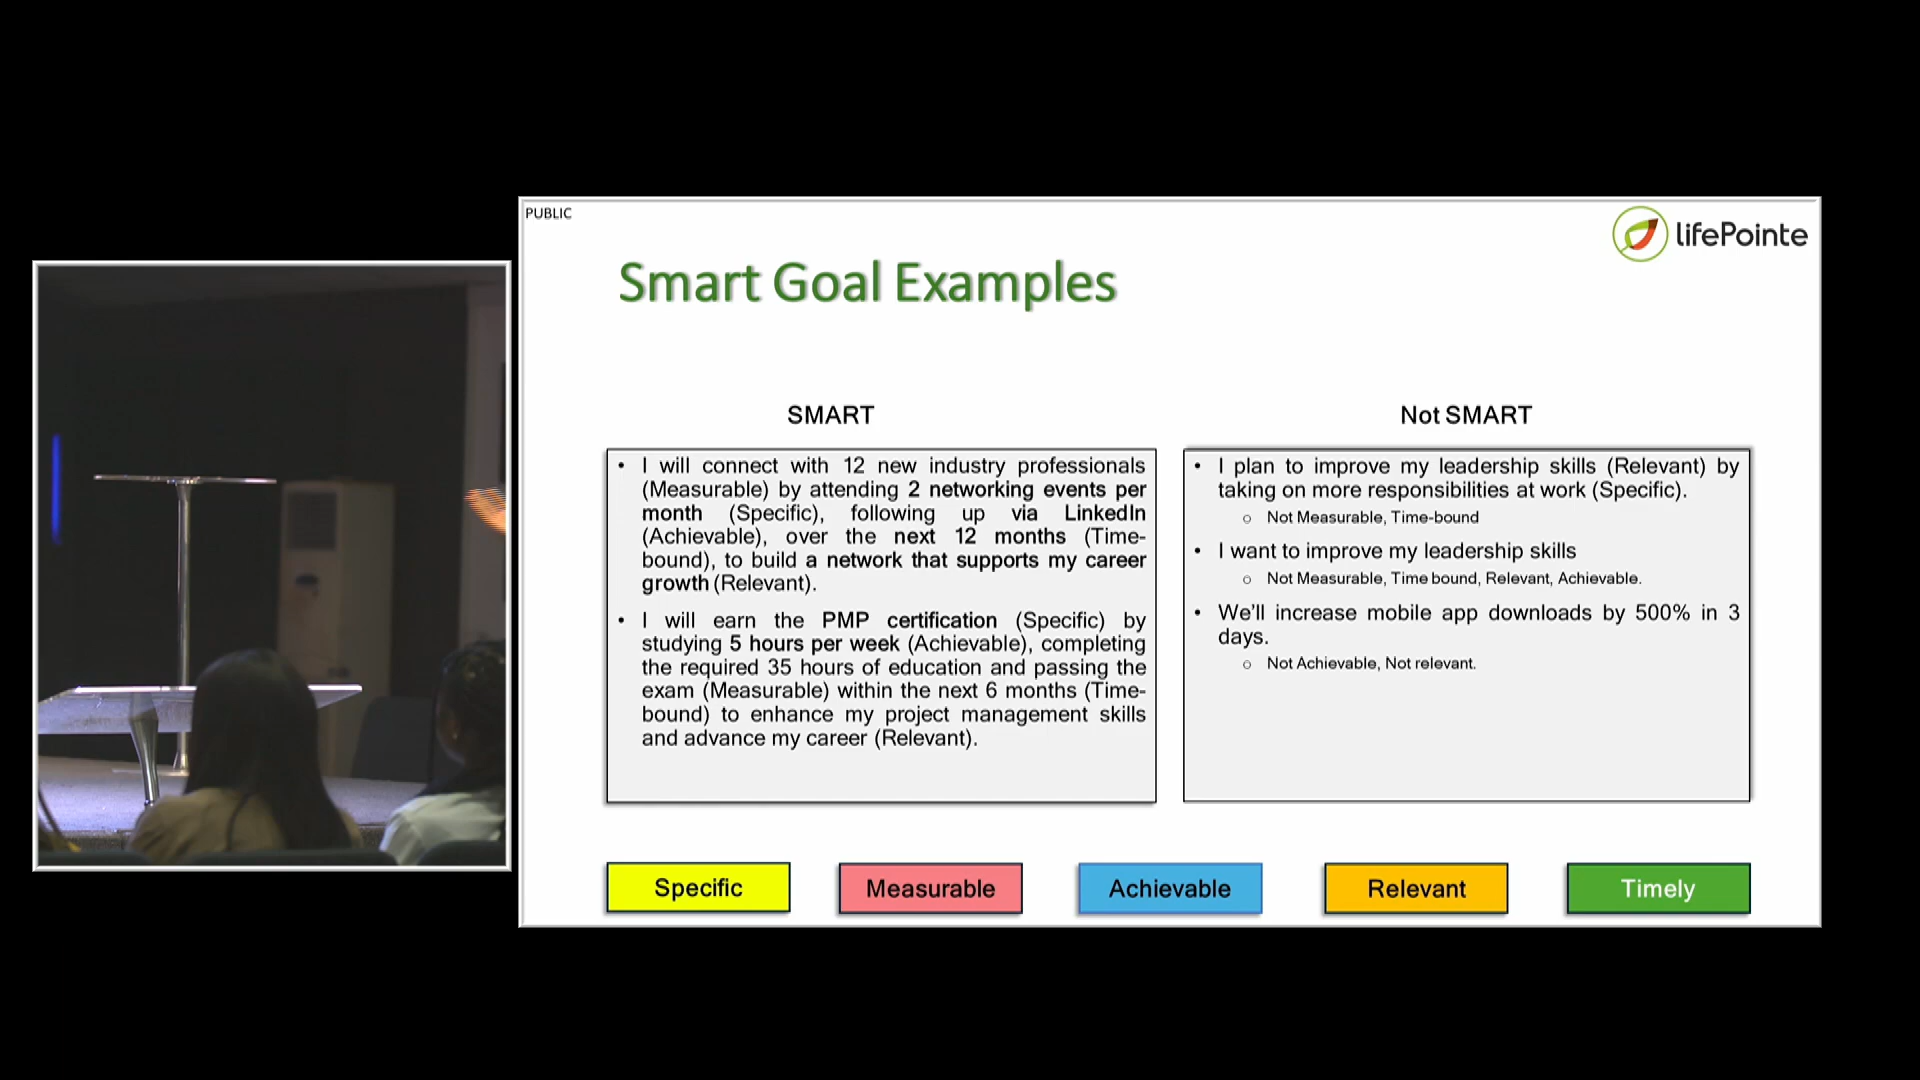 PUBLIC
lifePointe
Smart Goal Examples
SMART
• I will connect with 12 new industry professionals
(Measurable) by attending 2 networking events per
month (Specific), following up via LinkedIn
(Achievable), over the next 12 months (Time-
bound), to build a network that supports my career
growth (Relevant).
• I will earn the PMP certification (Specific) by
studying 5 hours per week (Achievable), completing
the required 35 hours of education and passing the
exam (Measurable) within the next 6 months (Time-
bound) to enhance my project management skills
and advance my career (Relevant).
Not SMART
• I plan to improve my leadership skills (Relevant) by
taking on more responsibilities at work (Specific).
○ Not Measurable, Time-bound
• I want to improve my leadership skills
○ Not Measurable, Time bound, Relevant, Achievable.
• We'll increase mobile app downloads by 500% in 3
days.
○ Not Achievable, Not relevant.
Specific
Measurable
Achievable
Relevant
Timely